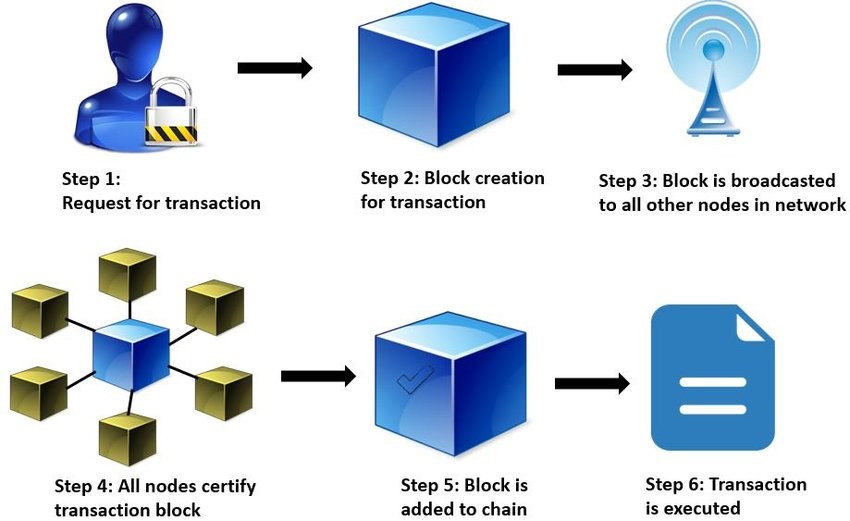 Step 1:
Request for transaction
Step 2: Block creation
for transaction
Step 3: Block is broadcasted
to all other nodes in network
Step 4: All nodes certify
transaction block
Step 5: Block is
added to chain
Step 6: Transaction
is executed